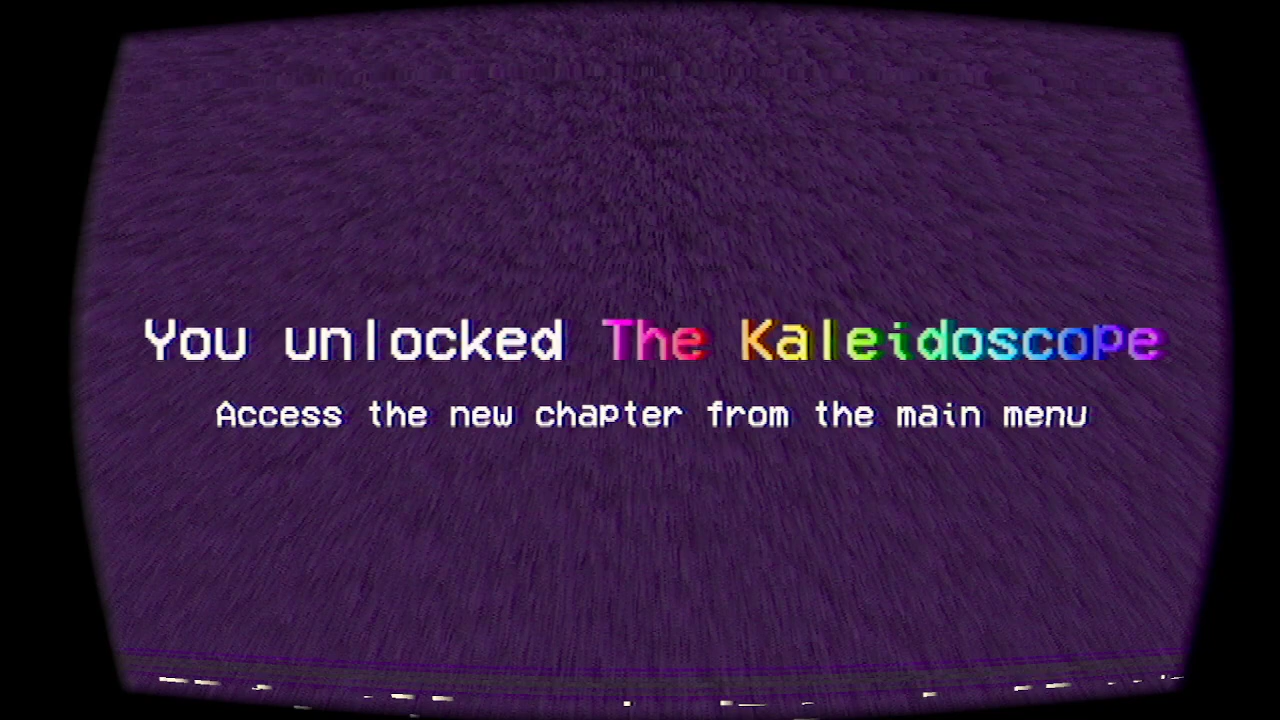 You unlocked The Kaleidoscope
Access the new chapter from the main menu